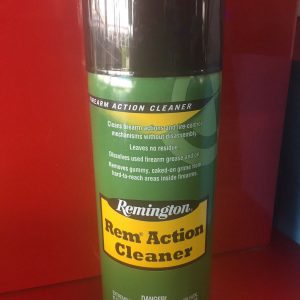 FIREARM ACTION CLEANER
Cleans firearm actions and fire control
mechanisms without disassembly
Leaves no residue
Dissolves used firearm grease and oil
Removes gummy, caked-on grime from
hard-to-reach areas inside firearms.
Remington
Rem® Action
Cleaner
DANGER